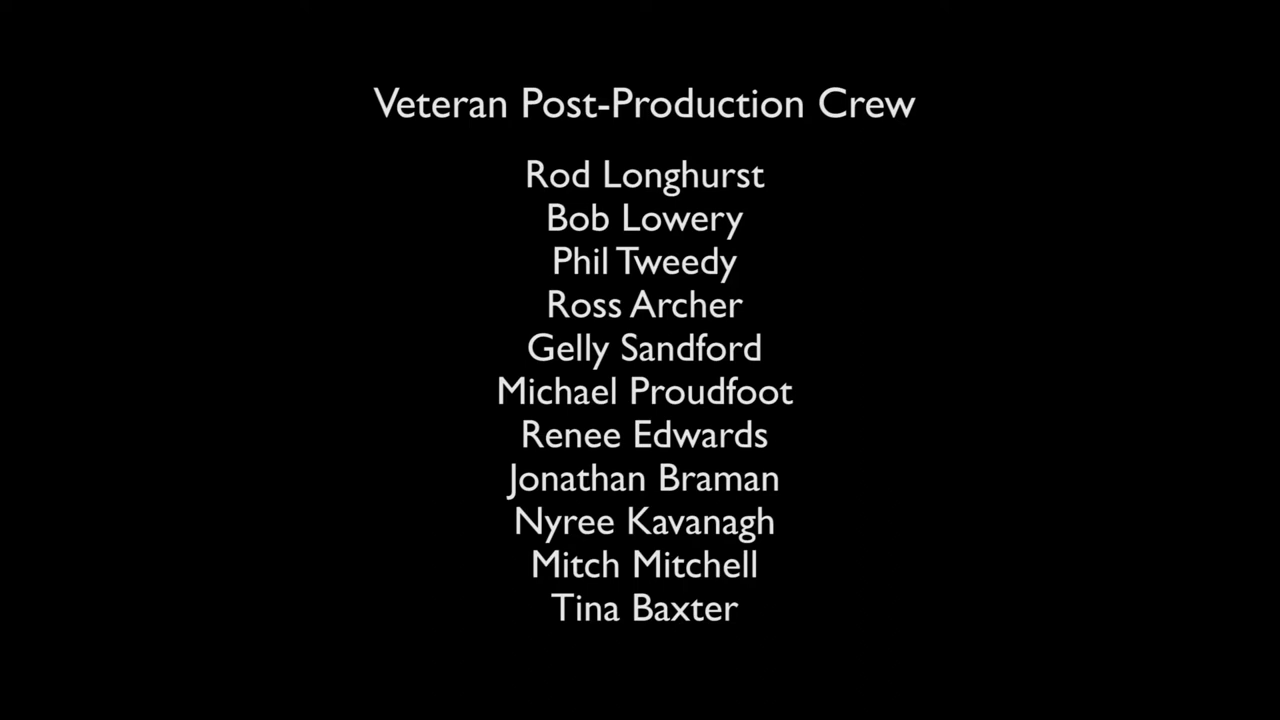 Veteran Post-Production Crew
Rod Longhurst
Bob Lowery
Phil Tweedy
Ross Archer
Gelly Sandford
Michael Proudfoot
Renee Edwards
Jonathan Braman
Nyree Kavanagh
Mitch Mitchell
Tina Baxter